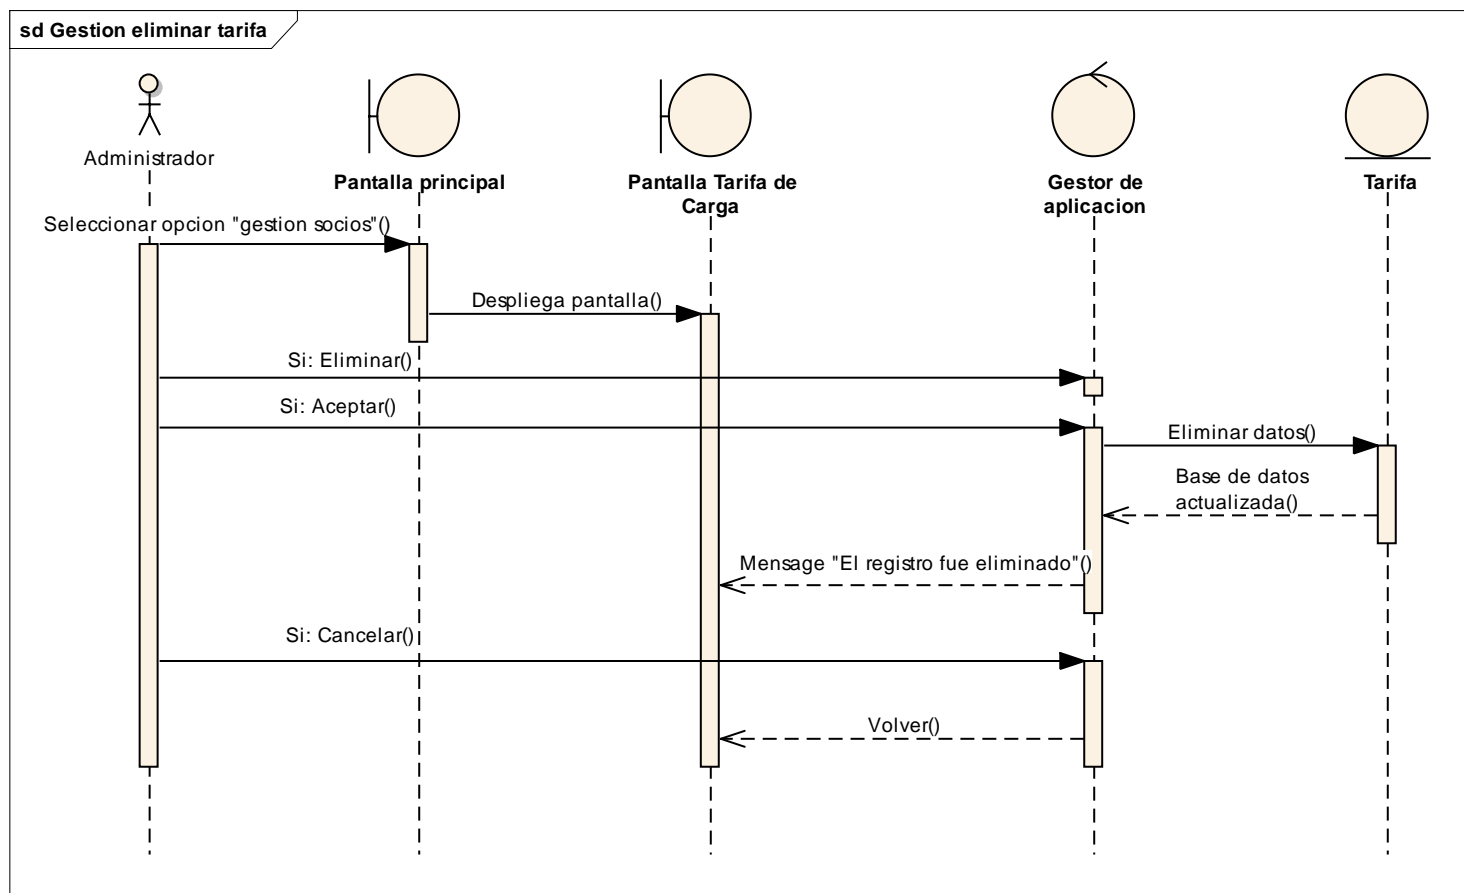 sd Gestion eliminar tarifa
Administrador
Pantalla principal
Pantalla Tarifa de
Carga
Gestor de
aplicacion
Tarifa
Seleccionar opcion "gestion socios"()
Despliega pantalla()
Si: Eliminar()
Si: Aceptar()
Eliminar datos()
Base de datos
actualizada()
Mensage "El registro fue eliminado"()
Si: Cancelar()
Volver()